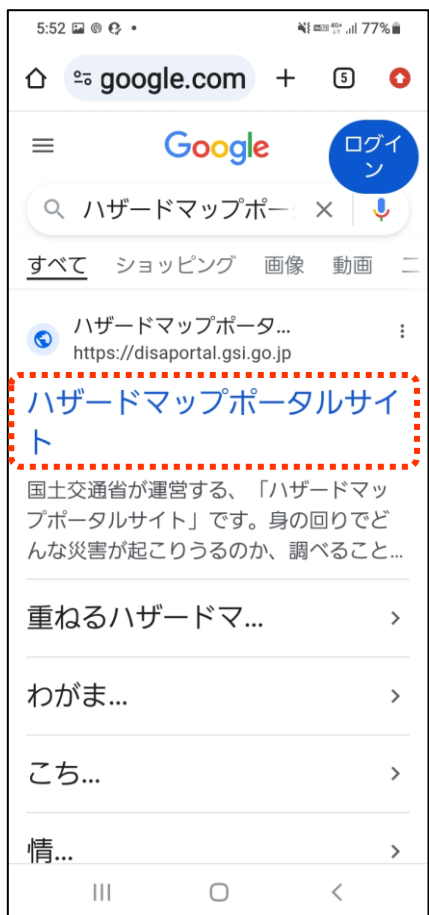 5:52 77%
google.com 5
Google ログイ
ン
ハザードマップポー
すべて ショッピング 画像 動画 ニ
ハザードマップポータ...
https://disaportal.gsi.go.jp
ハザードマップポータルサイ
ト
国土交通省が運営する、「ハザードマッ
プポータルサイト」です。身の回りでど
んな災害が起こりうるのか、調べること...
重ねるハザードマ...
わがま...
こち...
情...